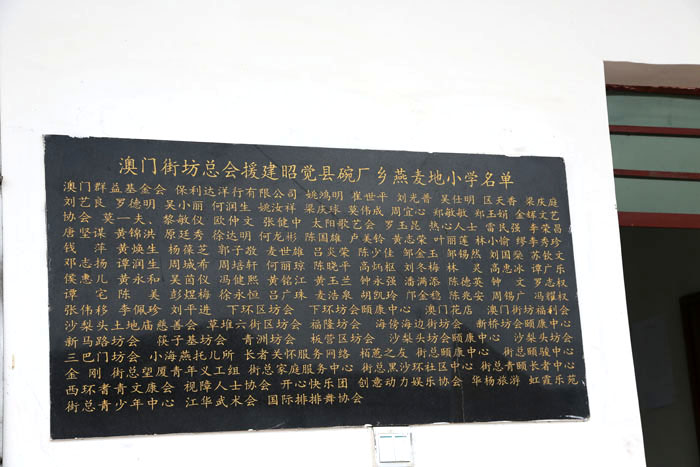 澳门街坊总会援建昭觉县碗厂乡燕麦地小学名单
澳门群益基金会 保利达洋行有限公司 姚鸿明 崔世平 刘光普 吴仕明 区天香 梁庆庭
刘艺良 罗德明 吴小丽 何润生 姚汝祥 梁庆球 莫伟成 周宜心 郑敏敏 郑玉娟 金辉文艺
协会 莫一夫 黎敏仪 欧仲文 张健中 太阳歌艺会 罗玉昆 热心人士 雷民强 李荣昌
唐坚谋 黄锦洪 原廷秀 徐达明 何龙彬 陈国雄 卢美铃 黄志荣 叶丽莲 林小愉 缪李秀珍
钱萍 黄焕生 杨葆芝 郭子敬 麦世雄 吕炎荣 陈少佳 邹金玉 邹锡然 刘国燊 苏钦文
邓志扬 谭润生 周城布 周培轩 何丽琼 陈晓平 高炳枢 刘冬梅 林灵 高忠冰 谭广乐
侯惠儿 黄永和 吴茵仪 冯健熙 黄铭江 黄玉兰 钟永强 潘满添 陈德英 钟文 罗志权
谭宅 陈美 彭煜梅 徐永恒 吕广珠 麦浩泉 胡凯玲 邝金稳 陈兆安 周锡广 冯耀权
张伟移 李佩珍 刘平进 下环区坊会 下环坊会颐康中心 澳门花店 澳门街坊福利会
沙梨头土地庙慈善会 草堆六街区坊会 福隆坊会 海傍海边街坊会 新桥坊会颐康中心
新马路坊会 筷子基坊会 青洲坊会 板营区坊会 沙梨头坊会颐康中心 沙梨头坊会
三巴门坊会 小海燕托儿所 长者关怀服务网络 栢蕙之友 街总颐康中心 街总颐骏中心
金刚 街总望厦青年义工组 街总家庭服务中心 街总黑沙环社区中心 街总青颐长者中心
西环者青文康会 视障人士协会 开心快乐团 创意动力娱乐协会 华杨旅游 虹霞乐苑
街总青少年中心 江华武术会 国际排排舞协会